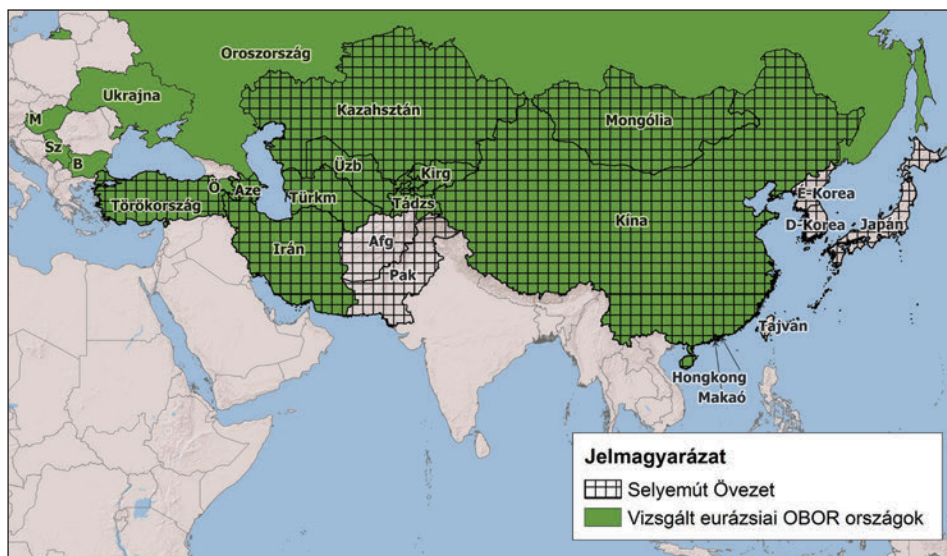 Oroszország
Ukrajna
M
Kazahsztán
Mongólia
Sz
B
Üzb
Kirg
Ö
Aze
Türkm
Tádzs
É-Korea
Törökország
Kína
D-Korea
Japán
Irán
Afg
Pak
Tajván
Hongkong
Makaó
Jelmagyarázat
Selyemút Övezet
Vizsgált eurázsiai OBOR országok